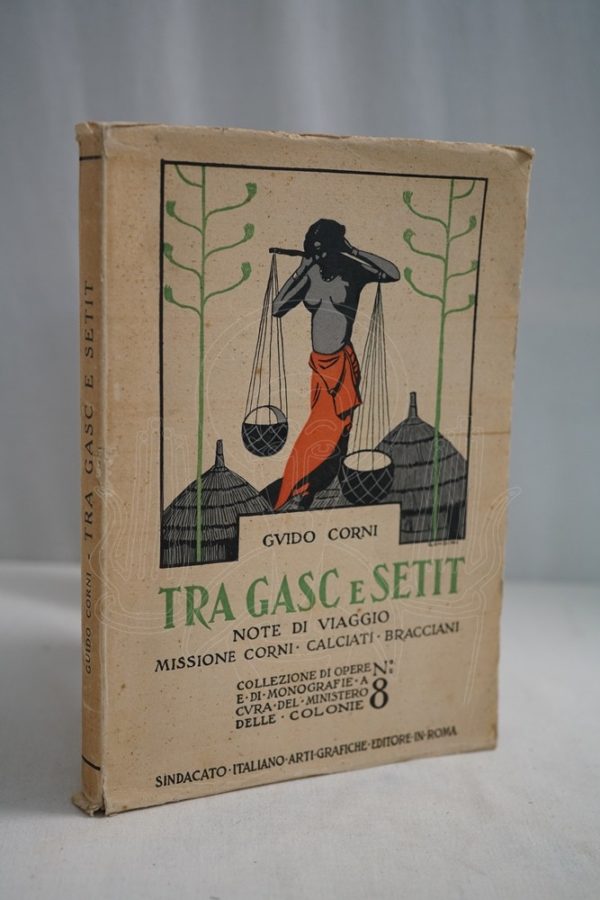 GUIDO CORNI - TRA GASC E SETIT
GVIDO CORNI
TRA GASC E SETIT
NOTE DI VIAGGIO
MISSIONE CORNI · CALCIATI · BRACCIANI
COLLEZIONE DI OPERE
E · DI · MONOGRAFIE · A
CVRA · DEL · MINISTERO
DELLE · COLONIE
N:
8
SINDACATO · ITALIANO · ARTI · GRAFICHE · EDITORE · IN · ROMA